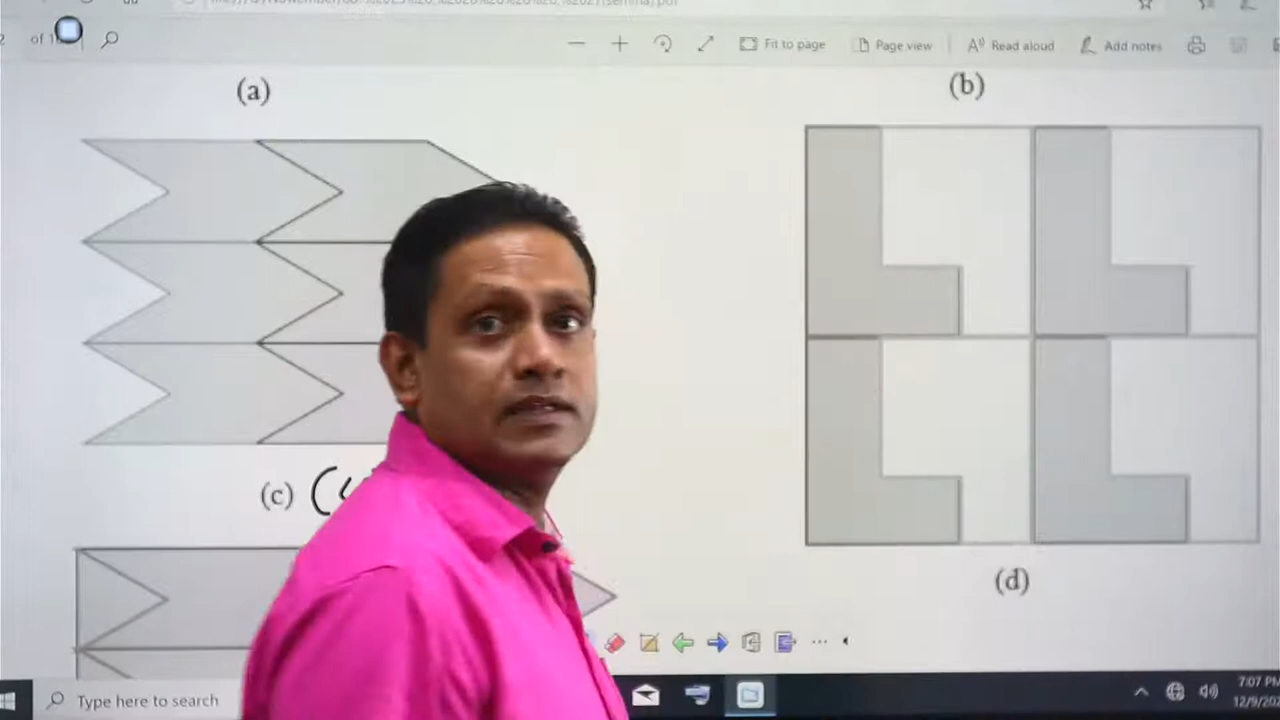 of 1
Fit to page
Page view
Read aloud
Add notes
(a)
(b)
(c) (
(d)
Type here to search
7:07 PM